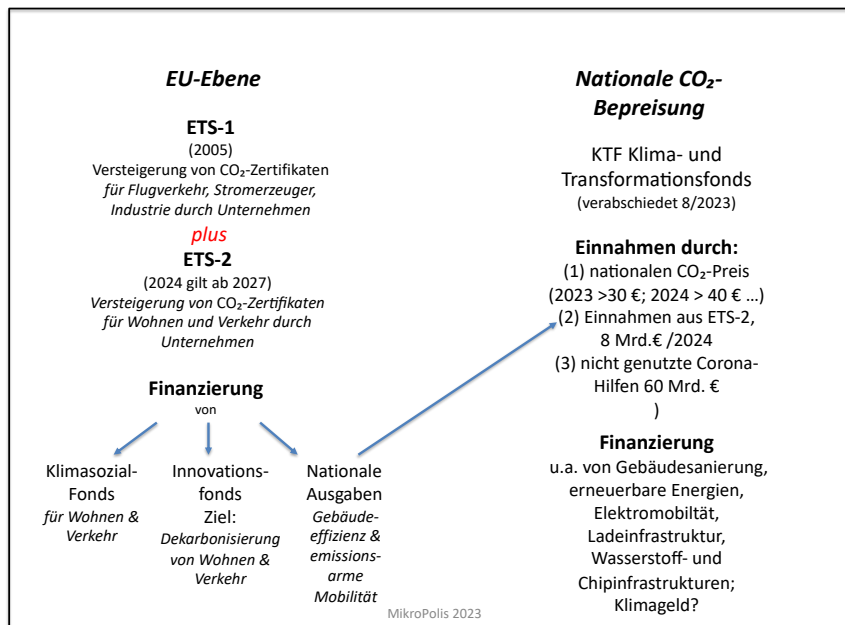 EU-Ebene
ETS-1
(2005)
Versteigerung von CO₂-Zertifikaten
für Flugverkehr, Stromerzeuger,
Industrie durch Unternehmen
plus
ETS-2
(2024 gilt ab 2027)
Versteigerung von CO₂-Zertifikaten
für Wohnen und Verkehr durch
Unternehmen
Finanzierung
von
Klimasozial-
Fonds
für Wohnen &
Verkehr
Innovations-
fonds
Ziel:
Dekarbonisierung
von Wohnen &
Verkehr
Nationale
Ausgaben
Gebäude-
effizienz &
emissions-
arme
Mobilität
Nationale CO₂-
Bepreisung
KTF Klima- und
Transformationsfonds
(verabschiedet 8/2023)
Einnahmen durch:
(1) nationalen CO₂-Preis
(2023 >30 €; 2024 > 40 € …)
(2) Einnahmen aus ETS-2,
8 Mrd.€ /2024
(3) nicht genutzte Corona-
Hilfen 60 Mrd. €
)
Finanzierung
u.a. von Gebäudesanierung,
erneuerbare Energien,
Elektromobiltät,
Ladeinfrastruktur,
Wasserstoff- und
Chipinfrastrukturen;
Klimageld?
MikroPolis 2023